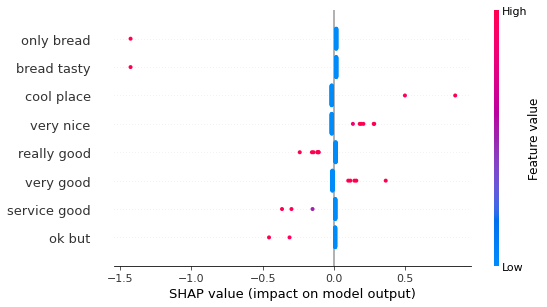 High
only bread
bread tasty
cool place
very nice
really good
very good
service good
ok but
Feature value
Low
−1.5 −1.0 −0.5 0.0 0.5
SHAP value (impact on model output)